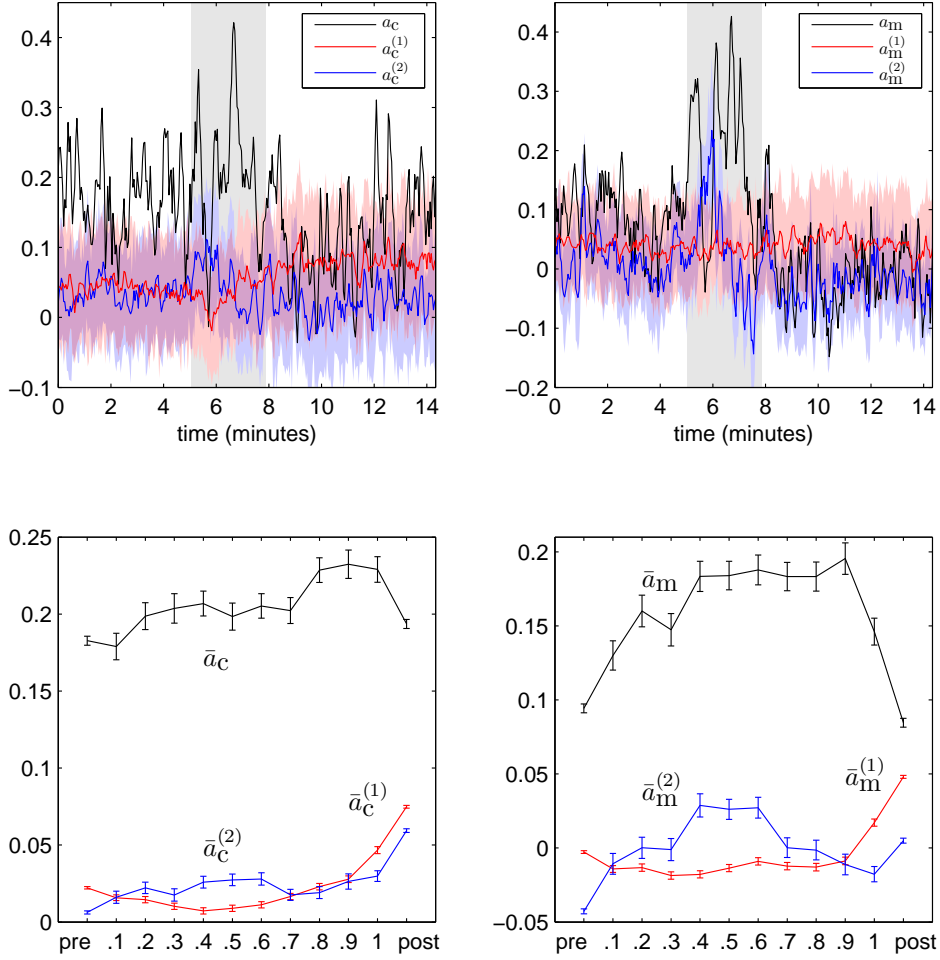 0.4
0.3
0.2
0.1
0
−0.1
0 2 4 6 8 10 12 14
time (minutes)
a_c
a_c^(1)
a_c^(2)
0.4
0.3
0.2
0.1
0
−0.1
−0.2
0 2 4 6 8 10 12 14
time (minutes)
a_m
a_m^(1)
a_m^(2)
0.25
0.2
0.15
0.1
0.05
0
pre .1 .2 .3 .4 .5 .6 .7 .8 .9 1 post
ā_c
ā_c^(1)
ā_c^(2)
0.2
0.15
0.1
0.05
0
−0.05
pre .1 .2 .3 .4 .5 .6 .7 .8 .9 1 post
ā_m
ā_m^(2)
ā_m^(1)